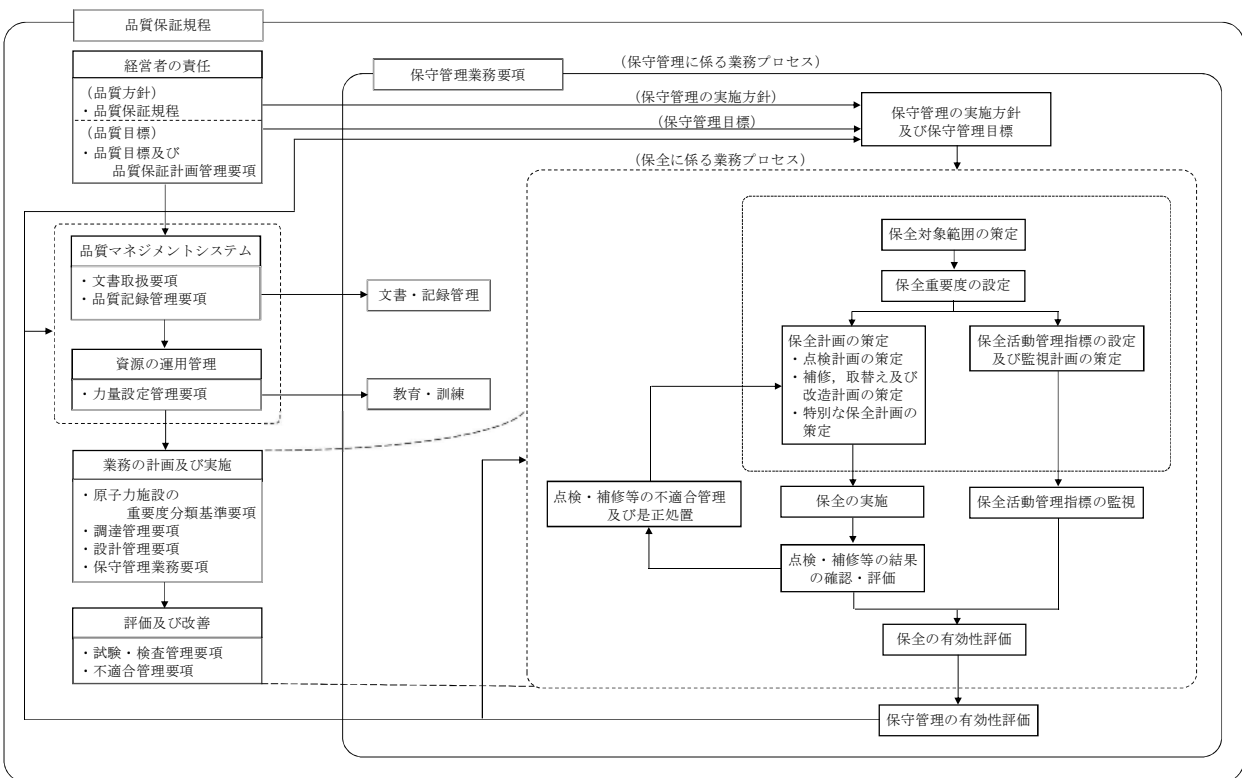 品質保証規程
経営者の責任
(品質方針)
・品質保証規程
(品質目標)
・品質目標及び
品質保証計画管理要項
品質マネジメントシステム
・文書取扱要項
・品質記録管理要項
資源の運用管理
・力量設定管理要項
業務の計画及び実施
・原子力施設の
重要度分類基準要項
・調達管理要項
・設計管理要項
・保守管理業務要項
評価及び改善
・試験・検査管理要項
・不適合管理要項
保守管理業務要項
(保守管理に係る業務プロセス)
(保守管理の実施方針)
(保守管理目標)
保守管理の実施方針
及び保守管理目標
(保全に係る業務プロセス)
文書・記録管理
教育・訓練
保全対象範囲の策定
保全重要度の設定
保全計画の策定
・点検計画の策定
・補修,取替え及び
改造計画の策定
・特別な保全計画の
策定
保全活動管理指標の設定
及び監視計画の策定
点検・補修等の不適合管理
及び是正処置
保全の実施
保全活動管理指標の監視
点検・補修等の結果
の確認・評価
保全の有効性評価
保守管理の有効性評価